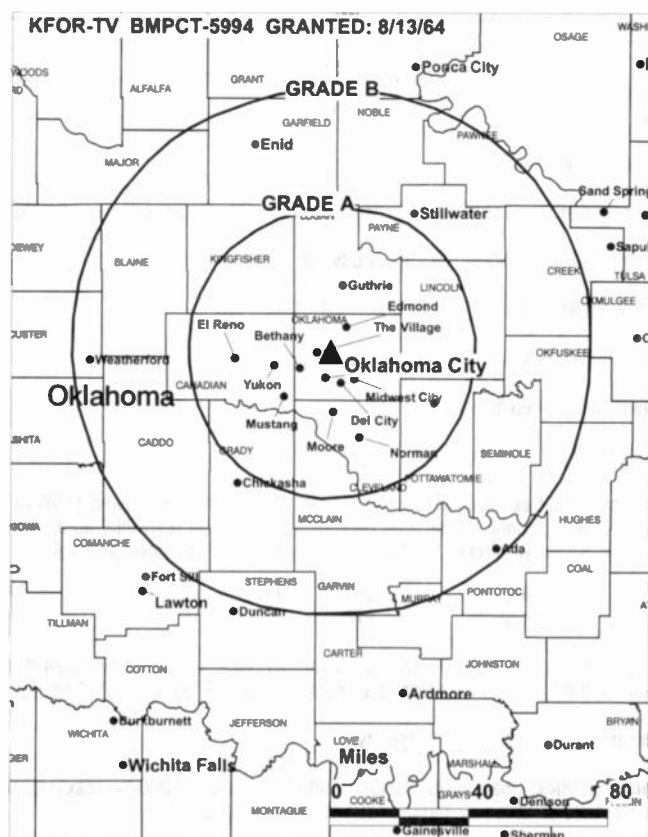 KFOR-TV BMPCT-5994 GRANTED: 8/13/64
OSAGE
WOODS
GRANT
Ponca City
ALFALFA
GRADE B
NOBLE
GARFIELD
PAWNEE
Enid
MAJOR
Sand Spring
GRADE A
LOGAN
Stillwater
PAYNE
DEWEY
BLAINE
KINGFISHER
CREEK
Sapul
TULSA
Guthrie
LINCOLN
OKMULGEE
Edmond
OKLAHOMA
El Reno
Bethany
The Village
CUSTER
Weatherford
OKFUSKEE
Oklahoma City
CANADIAN
Yukon
Oklahoma
Midwest City
Mustang
Del City
Moore
Norman
CADDO
GRADY
SEMINOLE
POTTAWATOMIE
Chickasha
CLEVELAND
MCCLAIN
HUGHES
COMANCHE
Ada
COAL
Fort Sill
STEPHENS
GARVIN
PONTOTOC
Lawton
MURRAY
Duncan
TILLMAN
CARTER
COTTON
JOHNSTON
Ardmore
Burkburnett
WICHITA
JEFFERSON
BRYAN
LOVE
Durant
Wichita Falls
Miles
MARSHALL
0 40 80
MONTAGUE
COOKE
GRAYS
Denison
Gainesville
Sherman